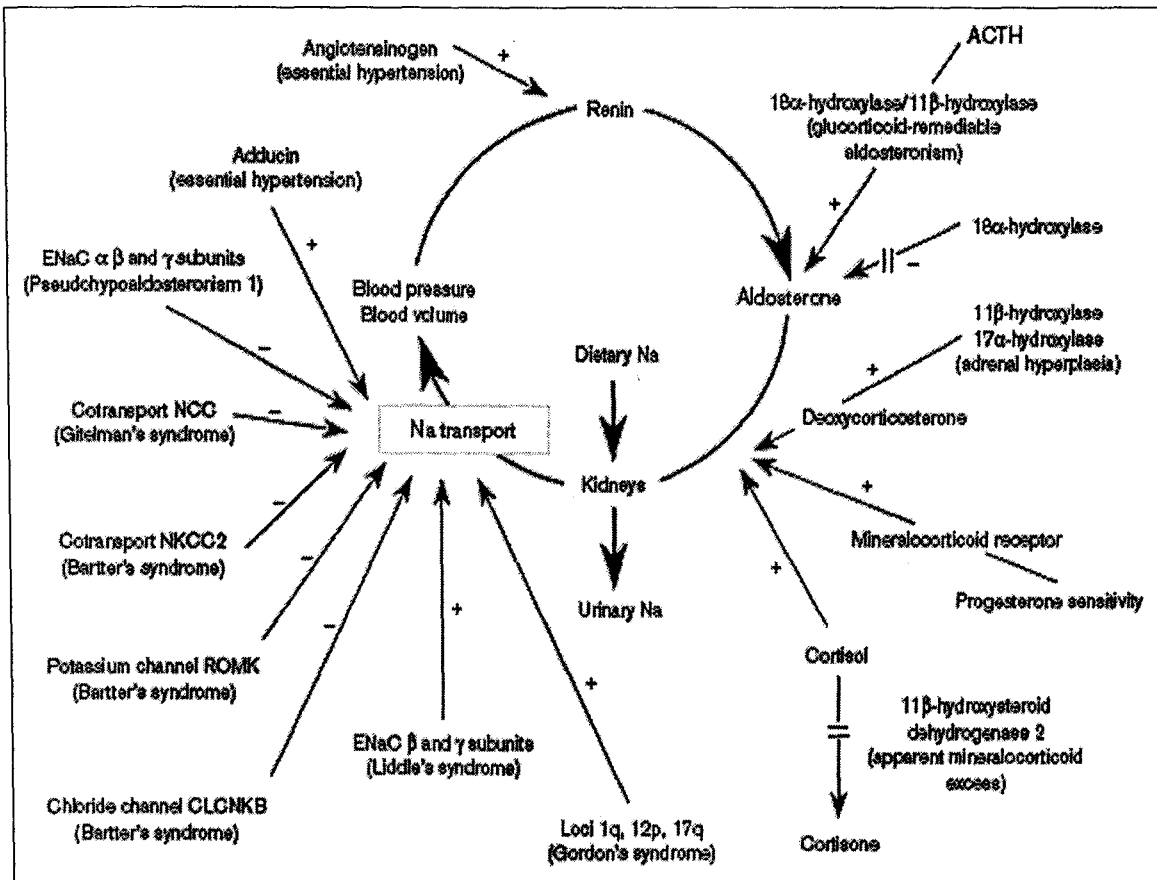 Angiotensinogen
(essential hypertension)
+
ACTH
Renin
18α-hydroxylase/11β-hydroxylase
(glucorticoid-remediable
aldosteronism)
+
Adducin
(essential hypertension)
+
18α-hydroxylase
–
ENaC α β and γ subunits
(Pseudohypoaldosteronism 1)
–
Blood pressure
Blood volume
Aldosterone
11β-hydroxylase
17α-hydroxylase
(adrenal hyperplasia)
+
Dietary Na
Cotransport NCC
(Gitelman's syndrome)
–
Na transport
Deoxycorticosterone
Kidneys
+
Mineralocorticoid receptor
Cotransport NKCC2
(Bartter's syndrome)
–
Progesterone sensitivity
Urinary Na
+
Cortisol
Potassium channel ROMK
(Bartter's syndrome)
–
+
+
11β-hydroxysteroid
dehydrogenase 2
(apparent mineralocorticoid
excess)
ENaC β and γ subunits
(Liddle's syndrome)
Chloride channel CLCNKB
(Bartter's syndrome)
–
Loci 1q, 12p, 17q
(Gordon's syndrome)
Cortisone